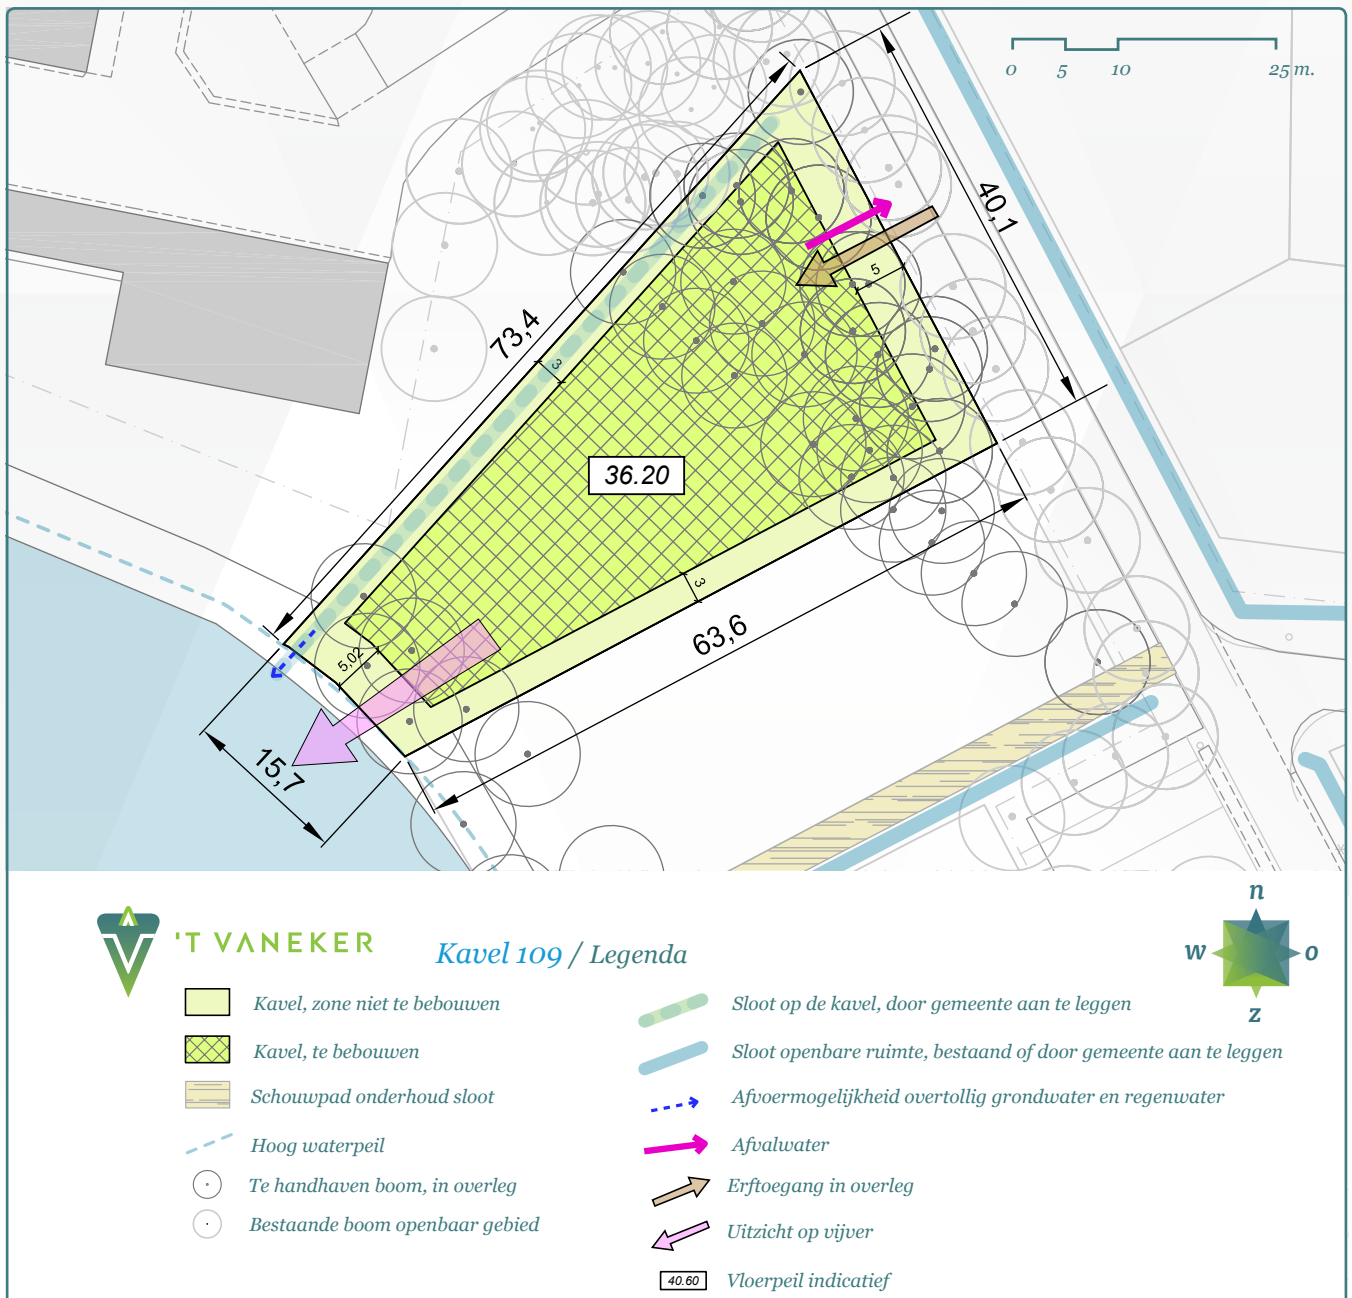 0 5 10 25 m.
40,1
73,4
5
3
36.20
3
63,6
5,02
15,7
'T VANEKER
Kavel 109 / Legenda
n
w o
z
Kavel, zone niet te bebouwen
Kavel, te bebouwen
Schouwpad onderhoud sloot
Hoog waterpeil
Te handhaven boom, in overleg
Bestaande boom openbaar gebied
Sloot op de kavel, door gemeente aan te leggen
Sloot openbare ruimte, bestaand of door gemeente aan te leggen
Afvoermogelijkheid overtollig grondwater en regenwater
Afvalwater
Erftoegang in overleg
Uitzicht op vijver
40.60 Vloerpeil indicatief